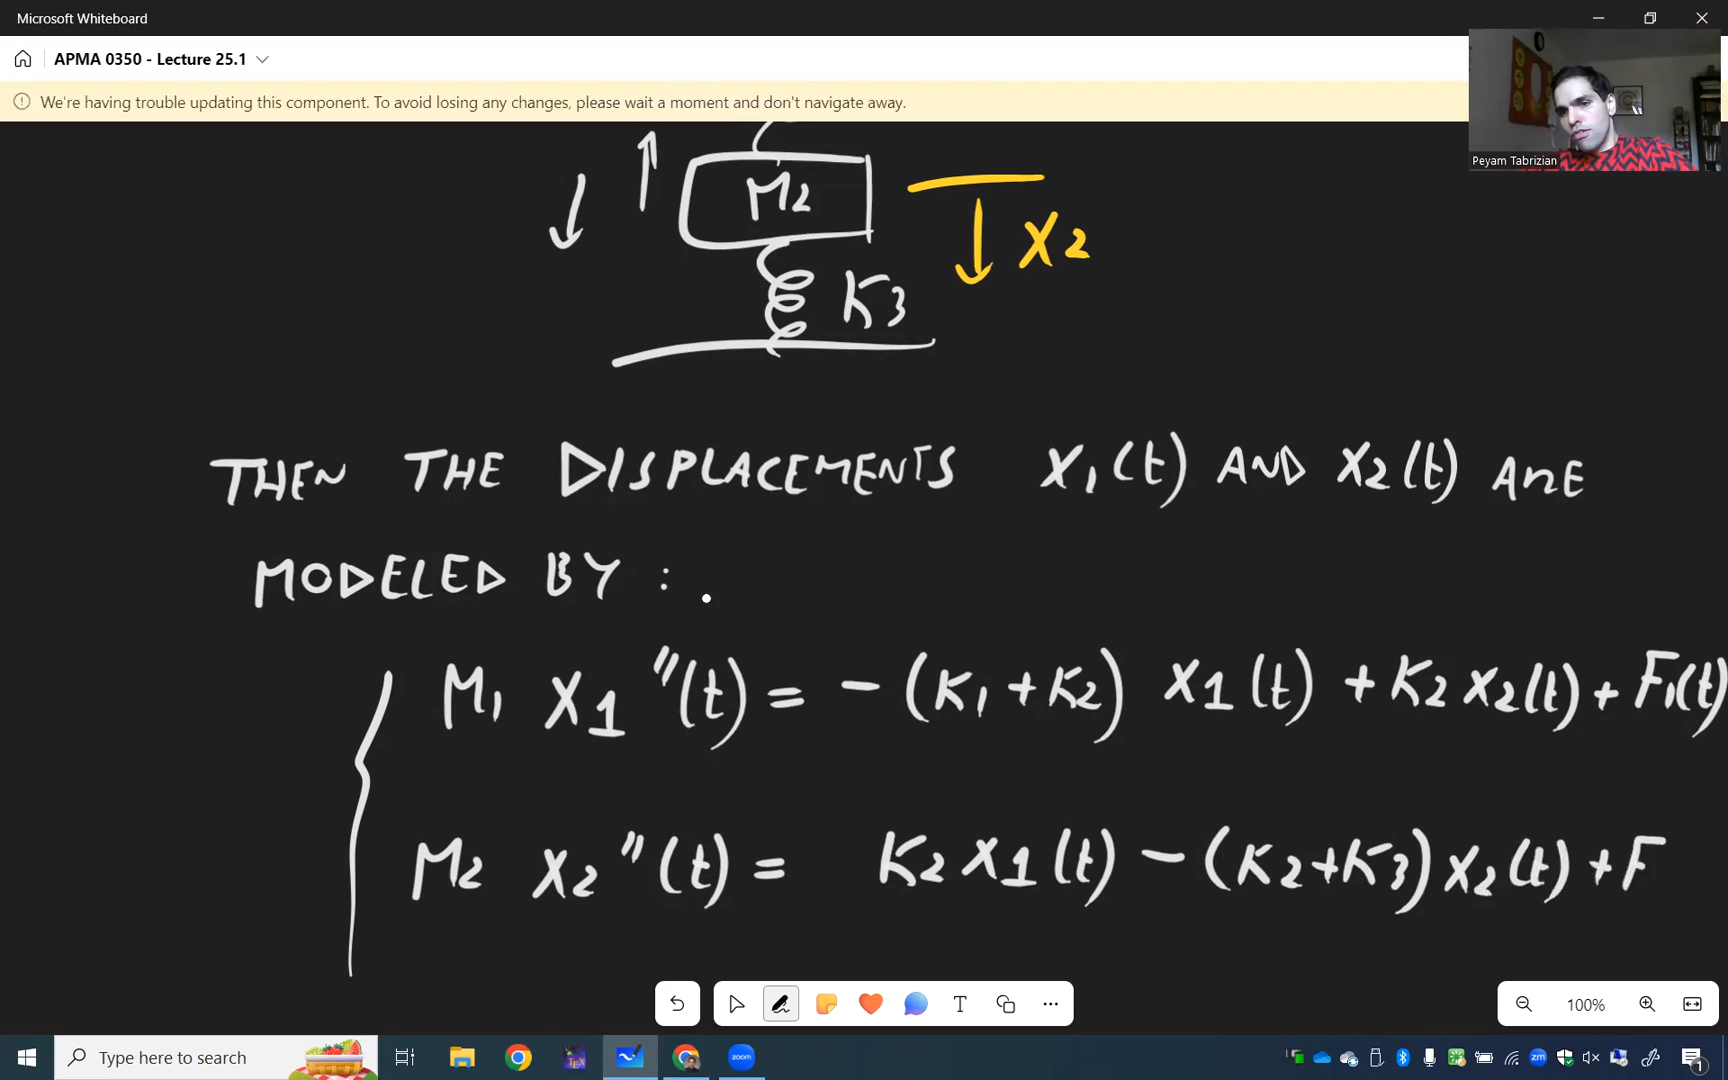 Microsoft Whiteboard
APMA 0350 - Lecture 25.1
We're having trouble updating this component. To avoid losing any changes, please wait a moment and don't navigate away.
Peyam Tabrizian
M2
X2
K3
THEN THE DISPLACEMENTS X1(t) AND X2(t) ARE
MODELED BY :
M1 X1''(t) = - (K1 + K2) X1(t) + K2 X2(t) + F1(t)
M2 X2''(t) = K2 X1(t) - (K2+K3) X2(t) + F
T
100%
Type here to search
zoom
zm
1